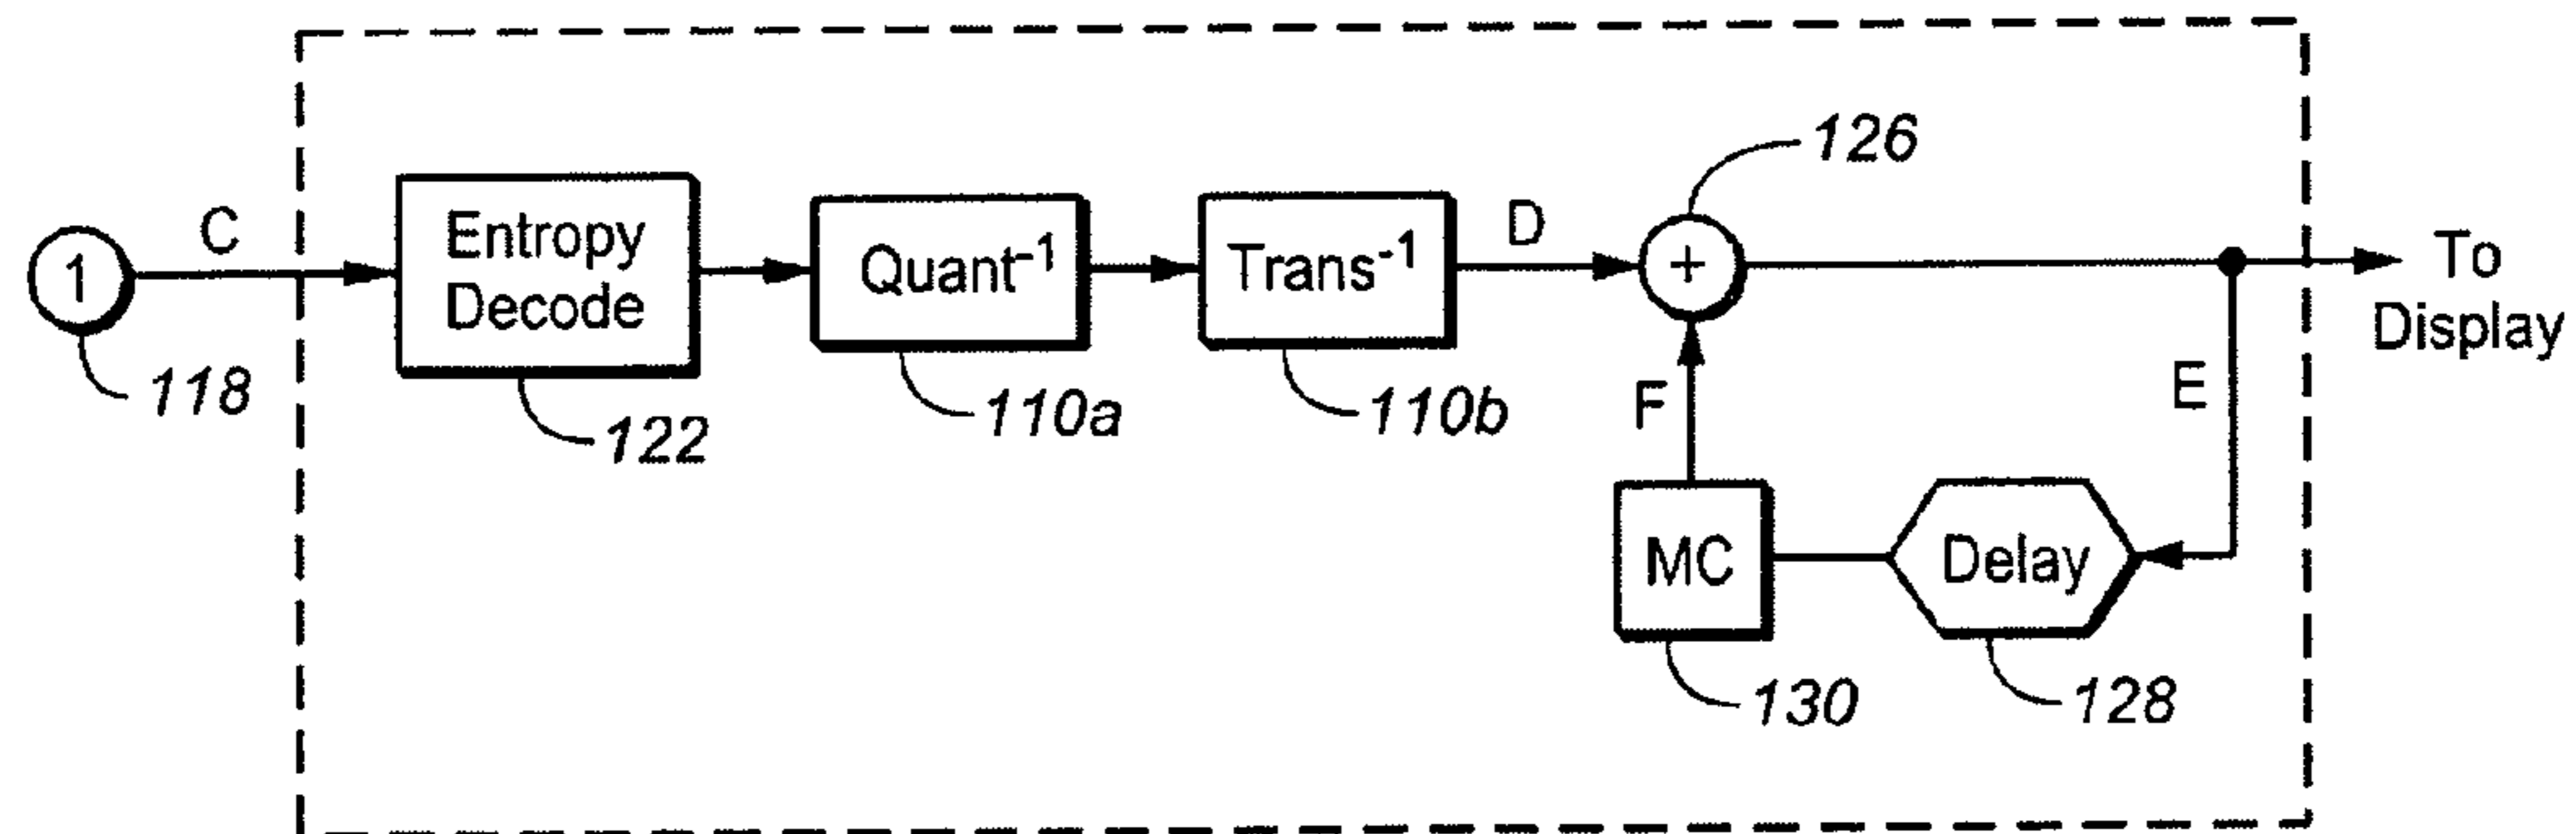 126
C
Entropy
Decode
Quant⁻¹
Trans⁻¹
D
+
To
Display
1
118
122
110a
110b
F
E
MC
Delay
130
128